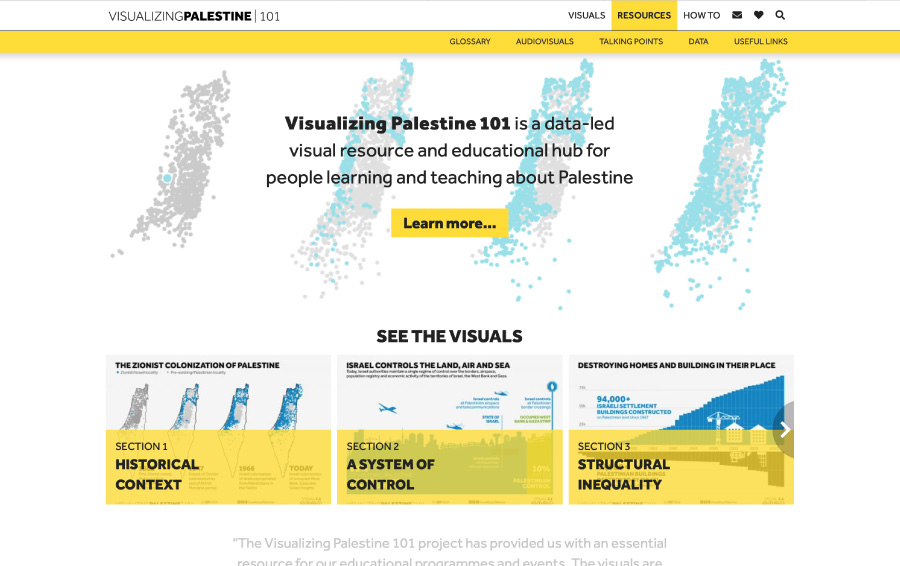 VISUALIZINGPALESTINE | 101
VISUALS RESOURCES HOW TO
GLOSSARY AUDIOVISUALS TALKING POINTS DATA USEFUL LINKS
Visualizing Palestine 101 is a data-led
visual resource and educational hub for
people learning and teaching about Palestine
Learn more...
SEE THE VISUALS
THE ZIONIST COLONIZATION OF PALESTINE
1966
TODAY
SECTION 1
HISTORICAL
CONTEXT
ISRAEL CONTROLS THE LAND, AIR AND SEA
STATE OF
ISRAEL
10%
SECTION 2
A SYSTEM OF
CONTROL
DESTROYING HOMES AND BUILDING IN THEIR PLACE
94,000+
ISRAELI SETTLEMENT
BUILDINGS CONSTRUCTED
SECTION 3
STRUCTURAL
INEQUALITY
"The Visualizing Palestine 101 project has provided us with an essential
resource for our educational programmes and events. The visuals are